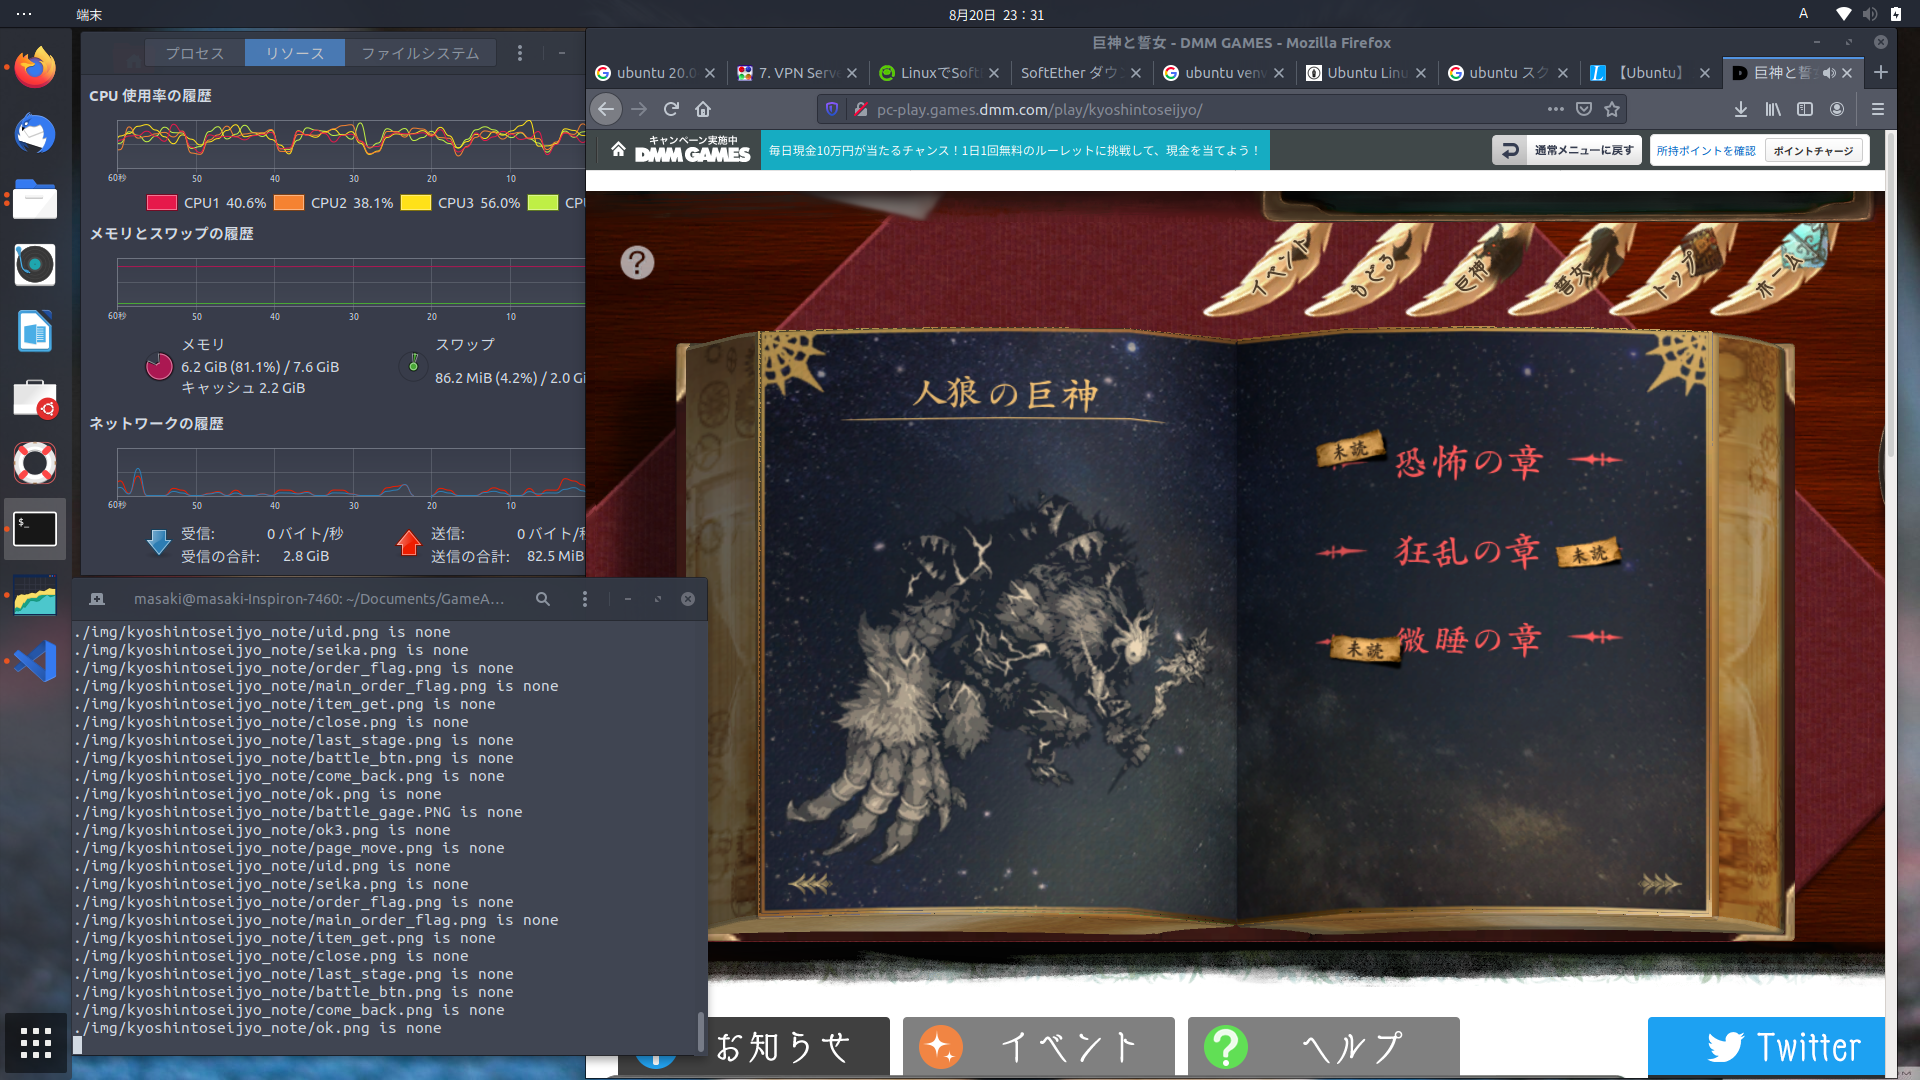 8月20日 23：31
端末
A
プロセス
リソース
ファイルシステム
CPU 使用率の履歴
60秒 50 40 30 20 10
CPU1 40.6%
CPU2 38.1%
CPU3 56.0%
メモリとスワップの履歴
60秒 50 40 30 20 10
メモリ
6.2 GiB (81.1%) / 7.6 GiB
キャッシュ 2.2 GiB
スワップ
86.2 MiB (4.2%) / 2.0
ネットワークの履歴
60秒 50 40 30 20 10
受信: 0 バイト/秒
受信の合計: 2.8 GiB
送信: 0 バイト/
送信の合計: 82.5 MiB
masaki@masaki-Inspiron-7460: ~/Documents/GameA...
./img/kyoshintoseijyo_note/uid.png is none
./img/kyoshintoseijyo_note/seika.png is none
./img/kyoshintoseijyo_note/order_flag.png is none
./img/kyoshintoseijyo_note/main_order_flag.png is none
./img/kyoshintoseijyo_note/item_get.png is none
./img/kyoshintoseijyo_note/close.png is none
./img/kyoshintoseijyo_note/last_stage.png is none
./img/kyoshintoseijyo_note/battle_btn.png is none
./img/kyoshintoseijyo_note/come_back.png is none
./img/kyoshintoseijyo_note/ok.png is none
./img/kyoshintoseijyo_note/battle_gage.PNG is none
./img/kyoshintoseijyo_note/ok3.png is none
./img/kyoshintoseijyo_note/page_move.png is none
./img/kyoshintoseijyo_note/uid.png is none
./img/kyoshintoseijyo_note/seika.png is none
./img/kyoshintoseijyo_note/order_flag.png is none
./img/kyoshintoseijyo_note/main_order_flag.png is none
./img/kyoshintoseijyo_note/item_get.png is none
./img/kyoshintoseijyo_note/close.png is none
./img/kyoshintoseijyo_note/last_stage.png is none
./img/kyoshintoseijyo_note/battle_btn.png is none
./img/kyoshintoseijyo_note/come_back.png is none
./img/kyoshintoseijyo_note/ok.png is none
巨神と誓女 - DMM GAMES - Mozilla Firefox
ubuntu 20.0
7. VPN Serve
LinuxでSoft
SoftEther ダウ
ubuntu venv
Ubuntu Linu
ubuntu スク
【Ubuntu】
巨神と誓
pc-play.games.dmm.com/play/kyoshintoseijyo/
キャンペーン実施中
DMM GAMES
毎日現金10万円が当たるチャンス！1日1回無料のルーレットに挑戦して、現金を当てよう！
通常メニューに戻す
所持ポイントを確認
ポイントチャージ
イベント
もどる
巨神
誓女
トップ
ホーム
人狼の巨神
未読
恐怖の章
狂乱の章
未読
未読
微睡の章
お知らせ
イベント
ヘルプ
Twitter